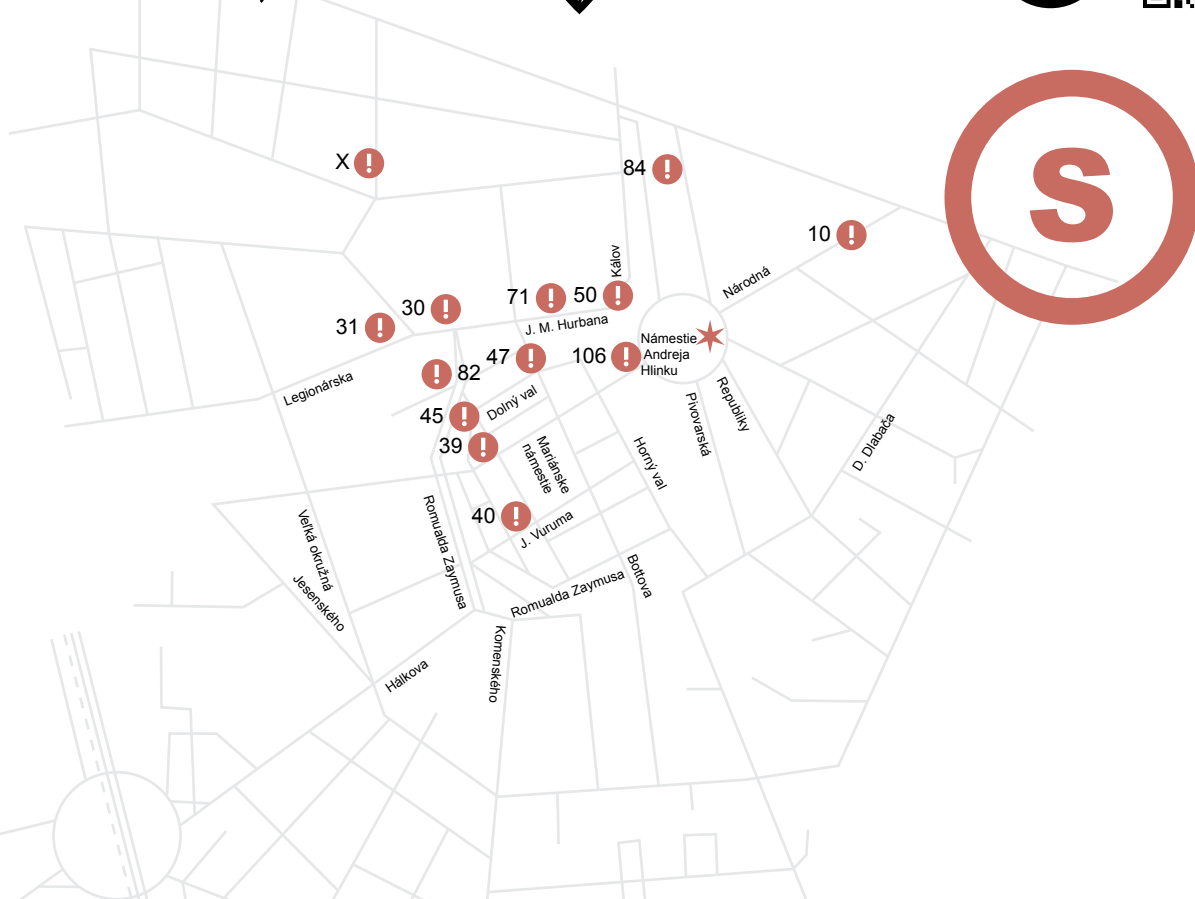 S
X
84
10
Kálov
Národná
30
71
50
31
J. M. Hurbana
Námestie
Andreja
Hlinku
47
106
82
Legionárska
Dolný val
45
39
Republiky
Pivovarská
D. Dlabača
Mariánske
námestie
Horný val
40
J. Vuruma
Romualda Zaymusa
Veľká okružná
Jesenského
Romualda Zaymusa
Bottova
Komenského
Hálkova